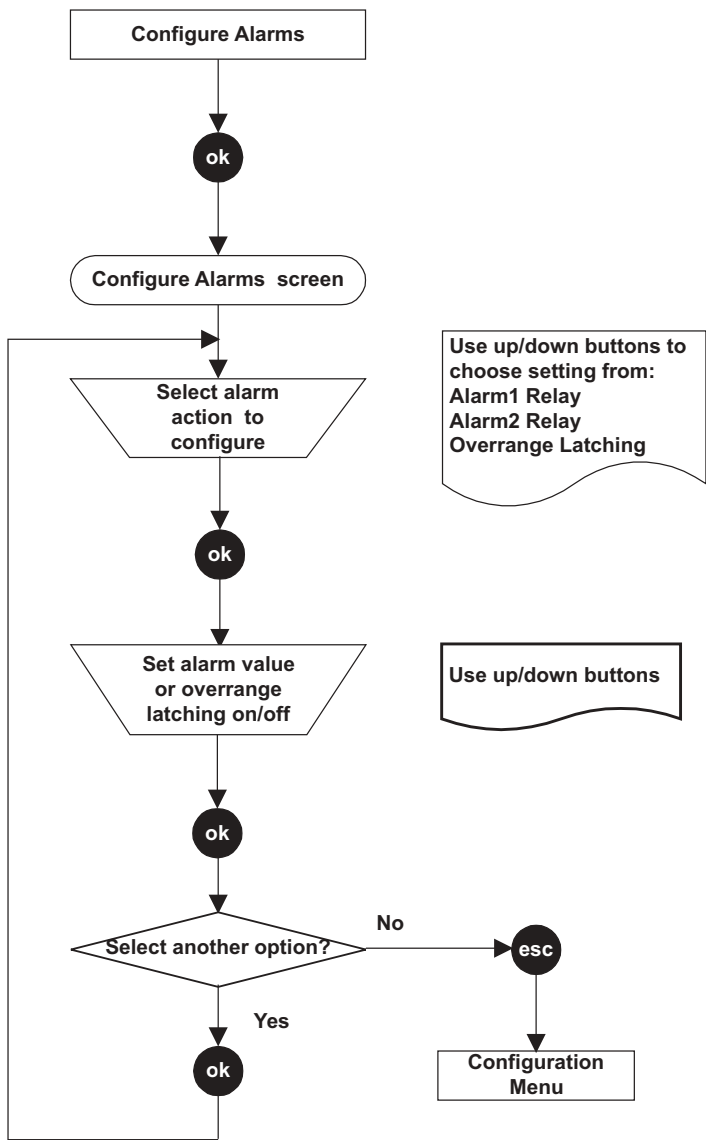 Configure Alarms
ok
Configure Alarms screen
Select alarm
action to
configure
Use up/down buttons to
choose setting from:
Alarm1 Relay
Alarm2 Relay
Overrange Latching
ok
Set alarm value
or overrange
latching on/off
Use up/down buttons
ok
Select another option?
No
esc
Yes
ok
Configuration
Menu